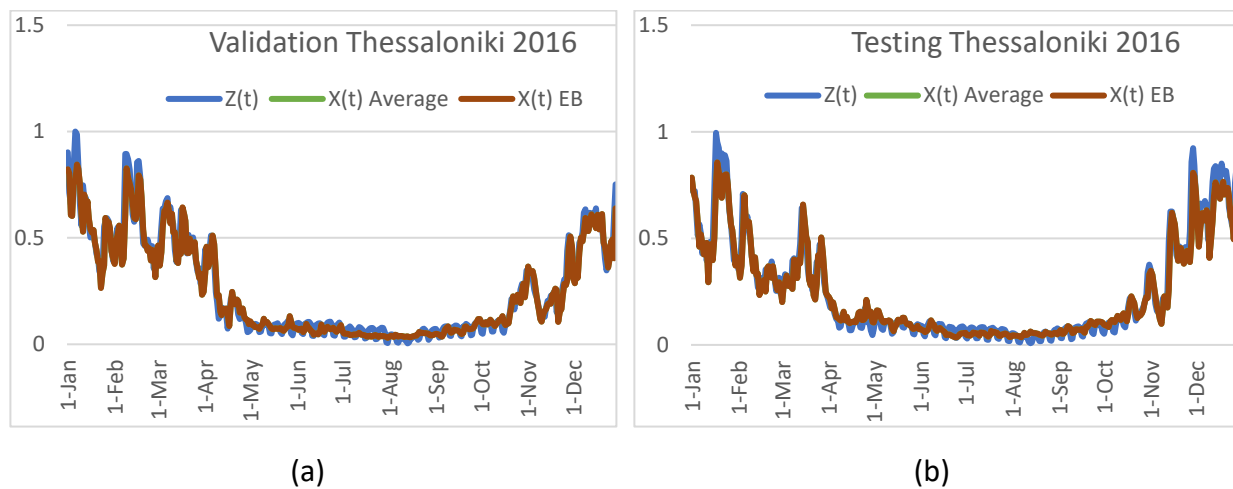 Validation Thessaloniki 2016
Z(t) X(t) Average X(t) EB
1.5
1
0.5
0
1-Jan 1-Feb 1-Mar 1-Apr 1-May 1-Jun 1-Jul 1-Aug 1-Sep 1-Oct 1-Nov 1-Dec
(a)
Testing Thessaloniki 2016
Z(t) X(t) Average X(t) EB
1.5
1
0.5
0
1-Jan 1-Feb 1-Mar 1-Apr 1-May 1-Jun 1-Jul 1-Aug 1-Sep 1-Oct 1-Nov 1-Dec
(b)